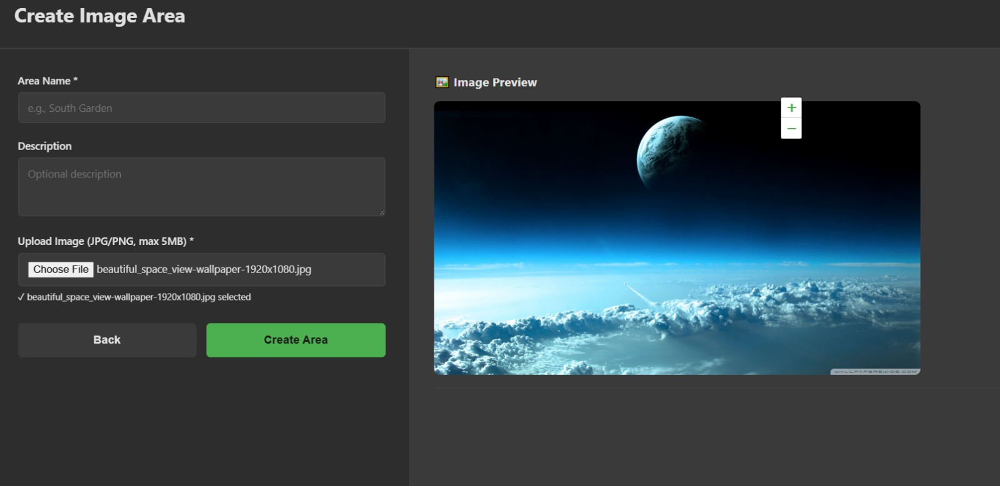 Create Image Area
Area Name *
e.g., South Garden
Description
Optional description
Upload Image (JPG/PNG, max 5MB) *
Choose File beautiful_space_view-wallpaper-1920x1080.jpg
✓ beautiful_space_view-wallpaper-1920x1080.jpg selected
Back
Create Area
🖼️ Image Preview
+
−
WALLPAPERSWIDE.COM